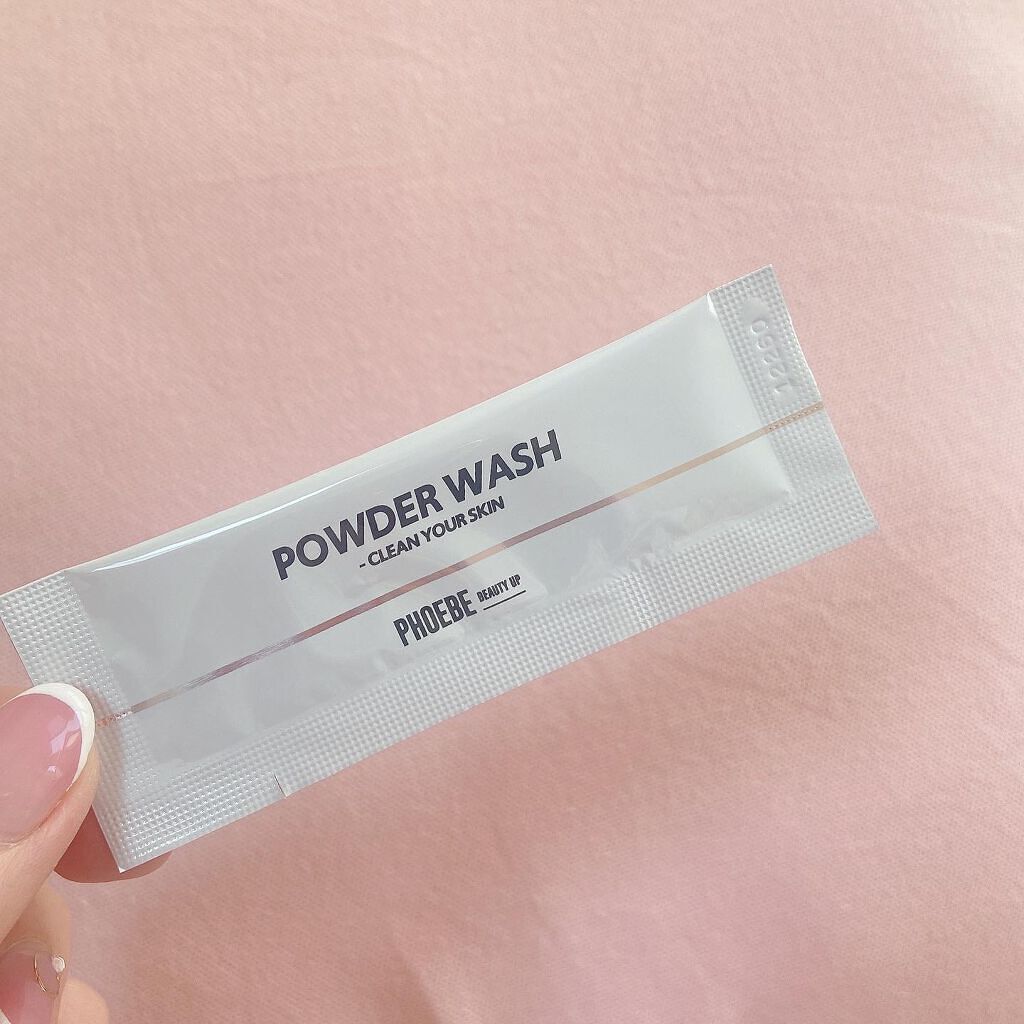 POWDER WASH
- CLEAN YOUR SKIN
PHOEBE BEAUTY UP